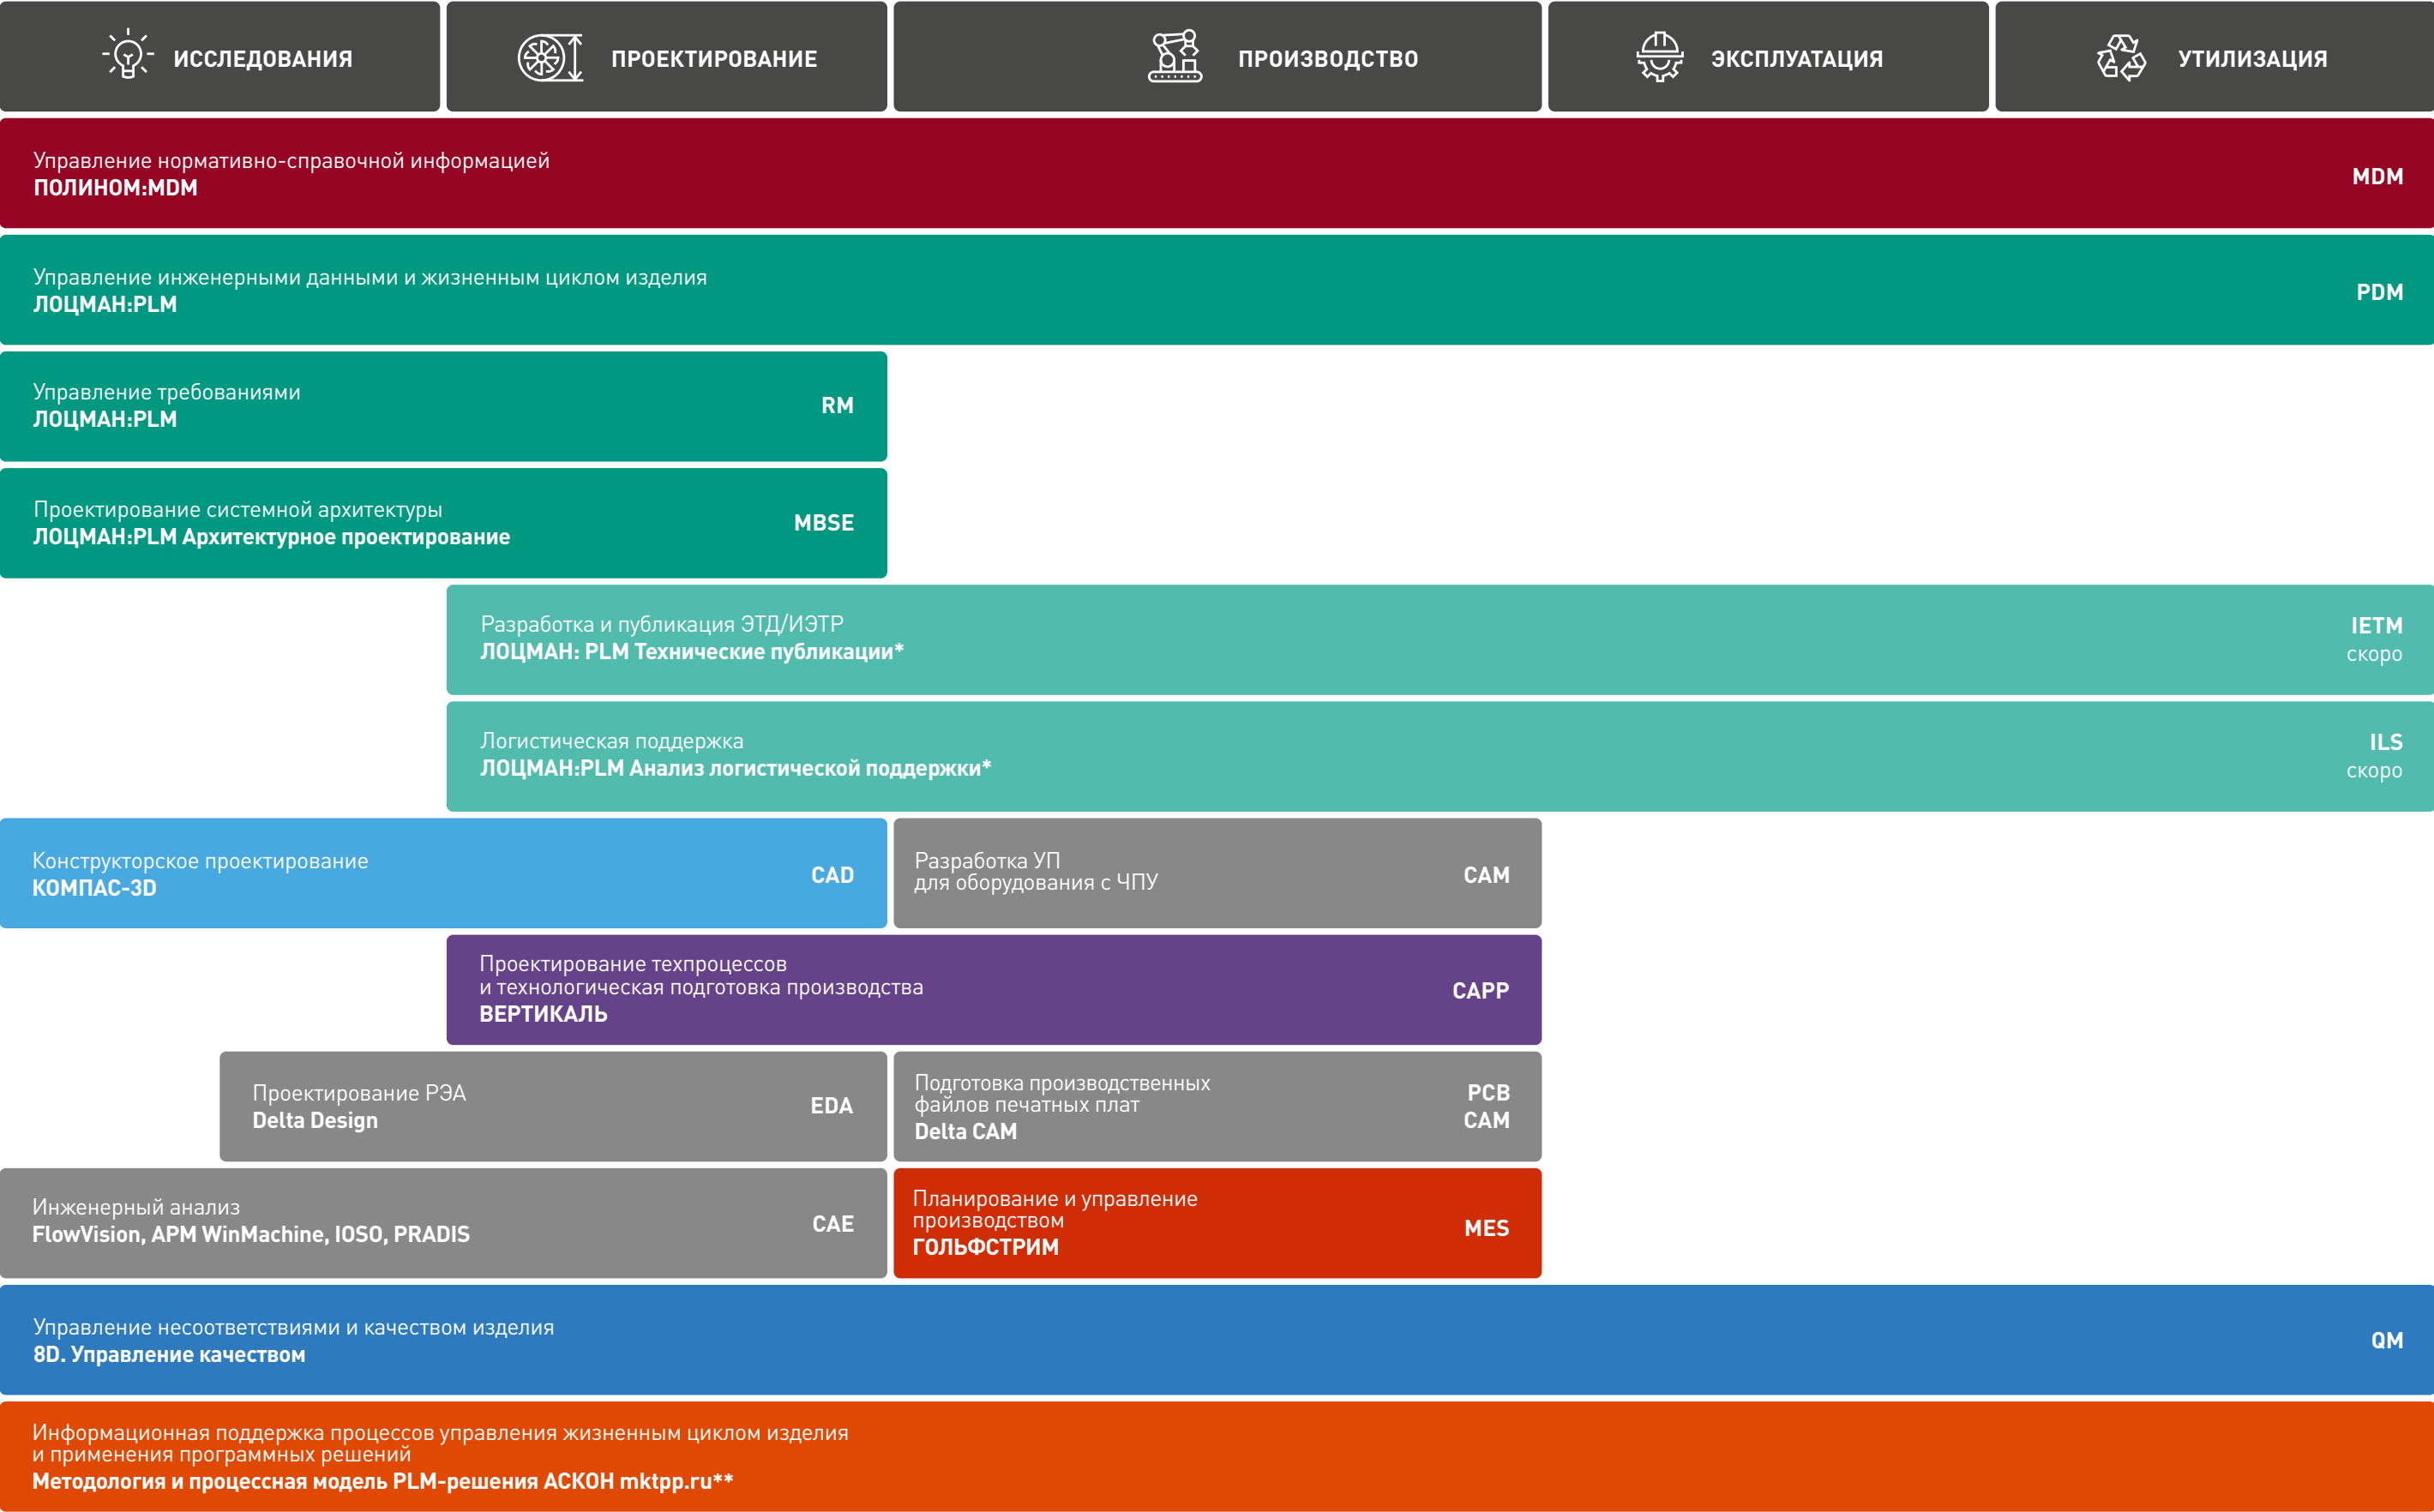 ИССЛЕДОВАНИЯ
ПРОЕКТИРОВАНИЕ
ПРОИЗВОДСТВО
ЭКСПЛУАТАЦИЯ
УТИЛИЗАЦИЯ
Управление нормативно-справочной информацией
ПОЛИНОМ:MDM
MDM
Управление инженерными данными и жизненным циклом изделия
ЛОЦМАН:PLM
PDM
Управление требованиями
ЛОЦМАН:PLM
RM
Проектирование системной архитектуры
ЛОЦМАН:PLM Архитектурное проектирование
MBSE
Разработка и публикация ЭТД/ИЭТР
ЛОЦМАН: PLM Технические публикации*
IETM
скоро
Логистическая поддержка
ЛОЦМАН:PLM Анализ логистической поддержки*
ILS
скоро
Конструкторское проектирование
КОМПАС-3D
CAD
Разработка УП
для оборудования с ЧПУ
CAM
Проектирование техпроцессов
и технологическая подготовка производства
ВЕРТИКАЛЬ
CAPP
Проектирование РЭА
Delta Design
EDA
Подготовка производственных
файлов печатных плат
Delta CAM
PCB
CAM
Инженерный анализ
FlowVision, APM WinMachine, IOSO, PRADIS
CAE
Планирование и управление
производством
ГОЛЬФСТРИМ
MES
Управление несоответствиями и качеством изделия
8D. Управление качеством
QM
Информационная поддержка процессов управления жизненным циклом изделия
и применения программных решений
Методология и процессная модель PLM-решения АСКОН mktpp.ru**